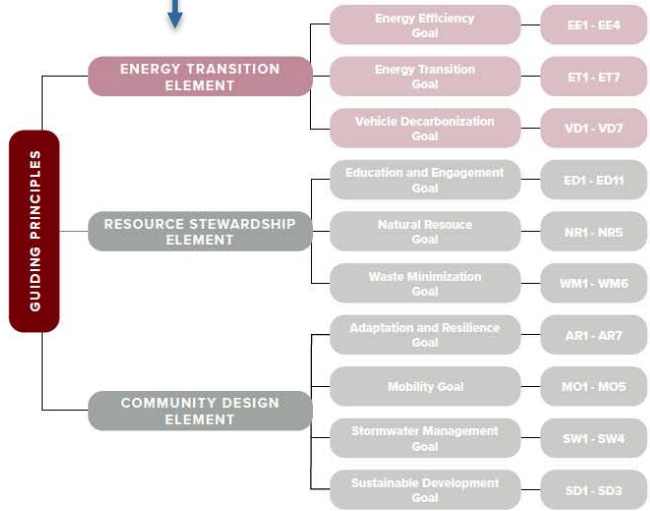 GUIDING PRINCIPLES
ENERGY TRANSITION
ELEMENT
Energy Efficiency
Goal
EE1 - EE4
Energy Transition
Goal
ET1 - ET7
Vehicle Decarbonization
Goal
VD1 - VD7
RESOURCE STEWARDSHIP
ELEMENT
Education and Engagement
Goal
ED1 - ED11
Natural Resouce
Goal
NR1 - NR5
Waste Minimization
Goal
WM1 - WM6
COMMUNITY DESIGN
ELEMENT
Adaptation and Resilience
Goal
AR1 - AR7
Mobility Goal
MO1 - MO5
Stormwater Management
Goal
SW1 - SW4
Sustainable Development
Goal
SD1 - SD3